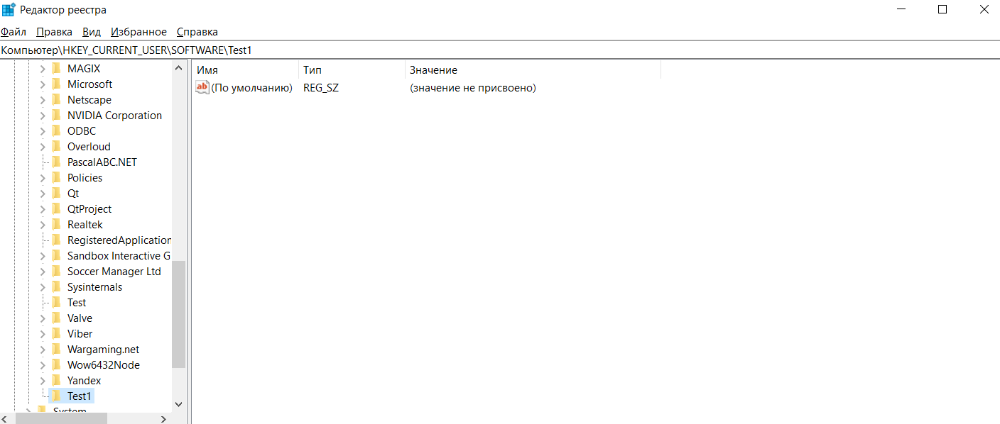 Редактор реестра
Файл Правка Вид Избранное Справка
Компьютер\HKEY_CURRENT_USER\SOFTWARE\Test1
MAGIX
Microsoft
Netscape
NVIDIA Corporation
ODBC
Overloud
PascalABC.NET
Policies
Qt
QtProject
Realtek
RegisteredApplication
Sandbox Interactive G
Soccer Manager Ltd
Sysinternals
Test
Valve
Viber
Wargaming.net
Wow6432Node
Yandex
Test1
System
Имя Тип Значение
ab (По умолчанию) REG_SZ (значение не присвоено)